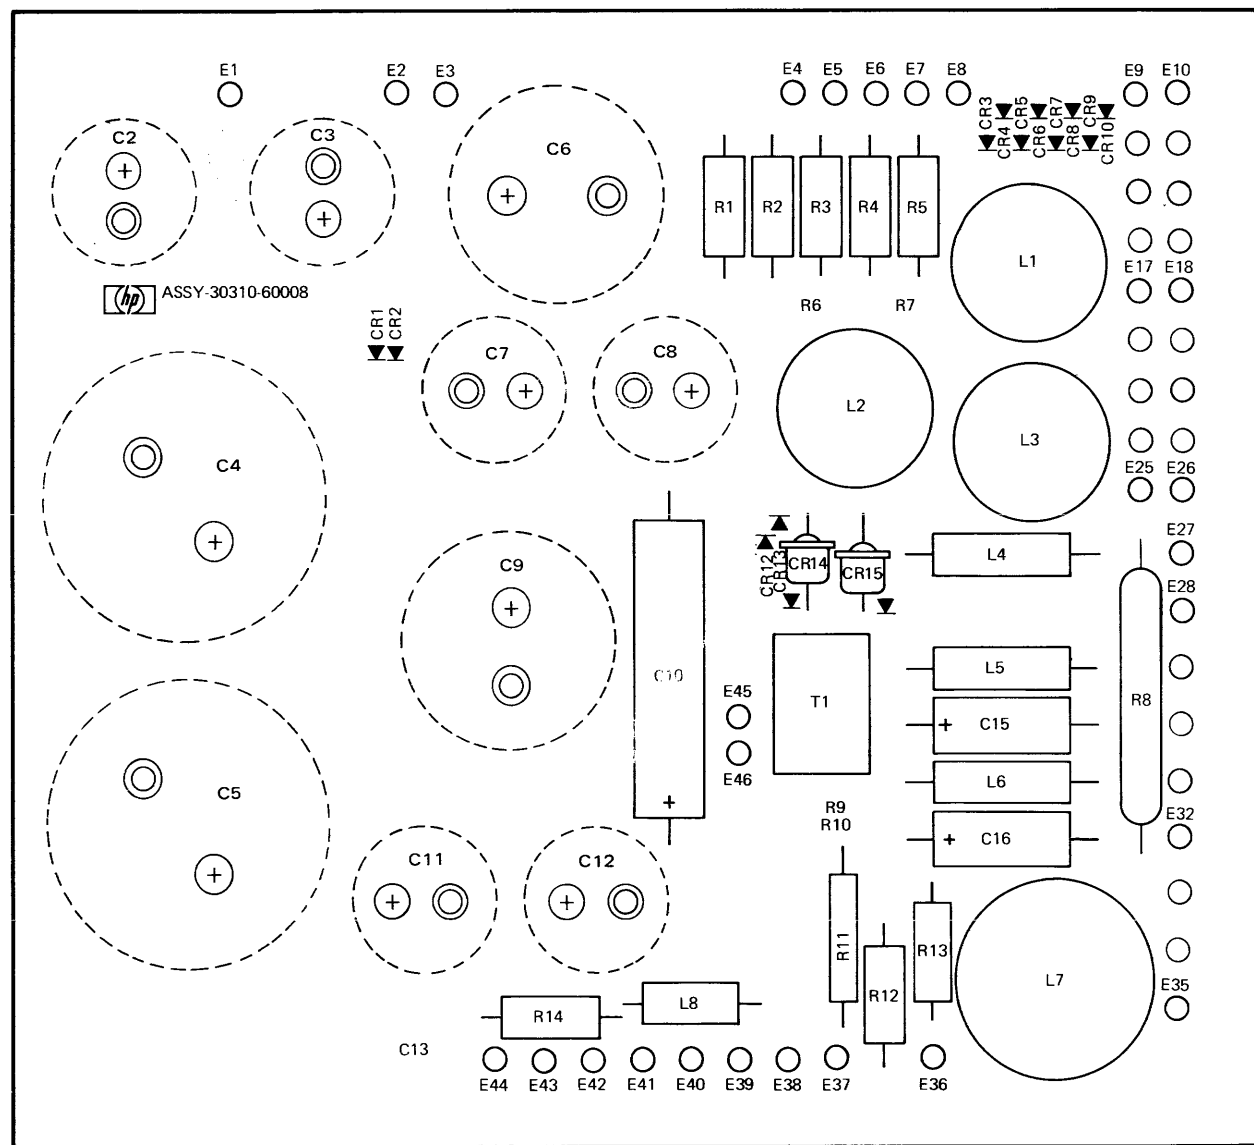 E1
E2
E3
E4
E5
E6
E7
E8
E9
E10
CR3
CR4
CR5
CR6
CR7
CR8
CR9
CR10
C2
C3
C6
R1
R2
R3
R4
R5
L1
E17
E18
hp ASSY-30310-60008
R6
R7
CR1
CR2
C7
C8
L2
L3
C4
E25
E26
E27
CR12
CR13
CR14
CR15
L4
C9
E28
L5
C10
E45
T1
R8
C15
E46
L6
C5
R9
R10
E32
C16
C11
C12
R11
R13
R12
L7
E35
R14
L8
C13
E44
E43
E42
E41
E40
E39
E38
E37
E36
+
+
+
+
+
+
+
+
+
+
+
+
+